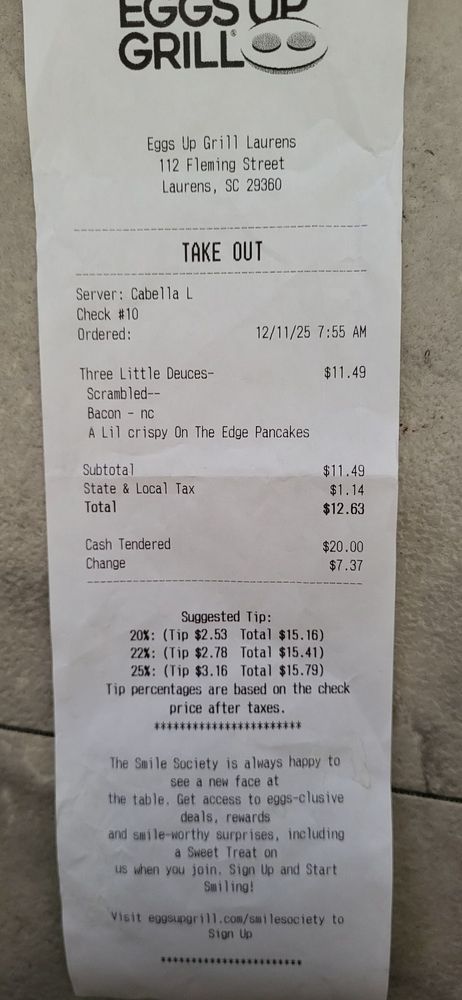 EGGS UP
GRILL®
Eggs Up Grill Laurens
112 Fleming Street
Laurens, SC 29360
TAKE OUT
Server: Cabella L
Check #10
Ordered: 12/11/25 7:55 AM
Three Little Deuces- $11.49
Scrambled--
Bacon - nc
A Lil crispy On The Edge Pancakes
Subtotal $11.49
State & Local Tax $1.14
Total $12.63
Cash Tendered $20.00
Change $7.37
Suggested Tip:
20%: (Tip $2.53 Total $15.16)
22%: (Tip $2.78 Total $15.41)
25%: (Tip $3.16 Total $15.79)
Tip percentages are based on the check
price after taxes.
***********************
The Smile Society is always happy to
see a new face at
the table. Get access to eggs-clusive
deals, rewards
and smile-worthy surprises, including
a Sweet Treat on
us when you join. Sign Up and Start
Smiling!
Visit eggsupgrill.com/smilesociety to
Sign Up
***********************